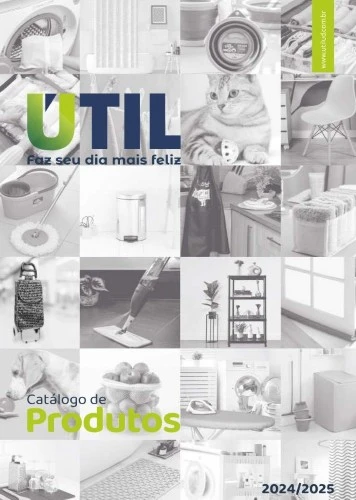 www.utilud.com.br
ÚTIL
Faz seu dia mais feliz
Catálogo de
Produtos
2024/2025